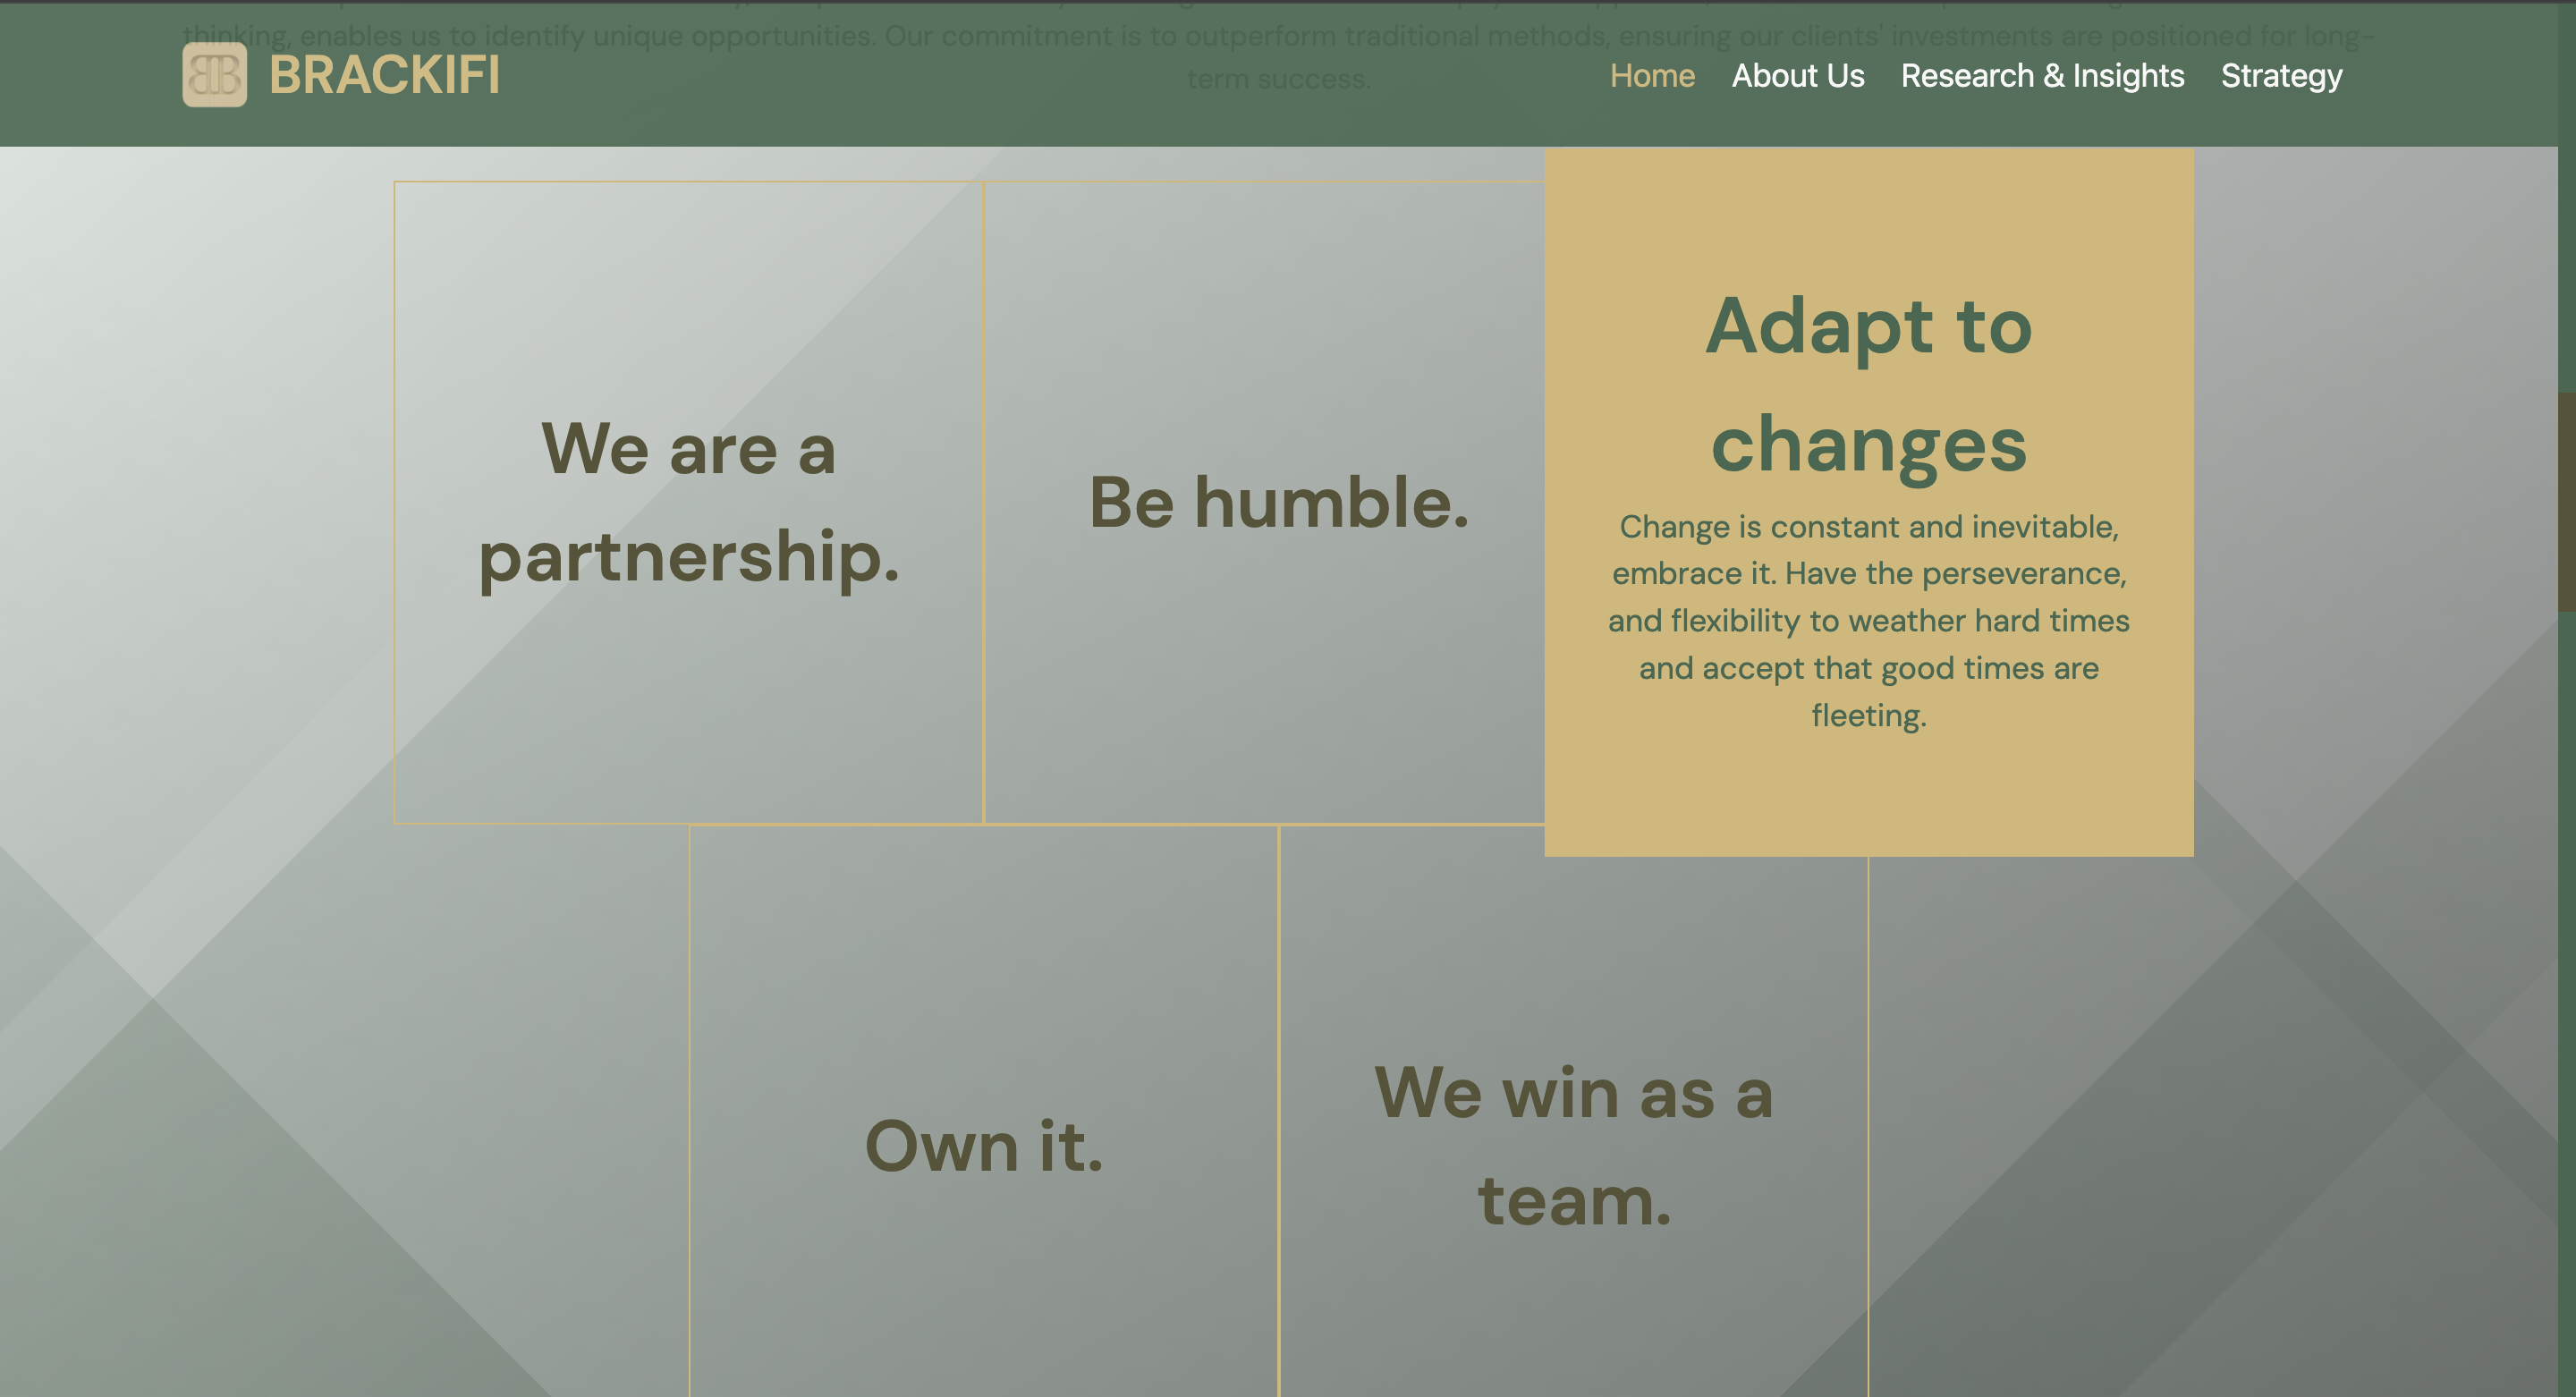 thinking, enables us to identify unique opportunities. Our commitment is to outperform traditional methods, ensuring our clients' investments are positioned for long-
term success.
BRACKIFI
Home About Us Research & Insights Strategy
We are a
partnership.
Be humble.
Adapt to
changes
Change is constant and inevitable,
embrace it. Have the perseverance,
and flexibility to weather hard times
and accept that good times are
fleeting.
Own it.
We win as a
team.